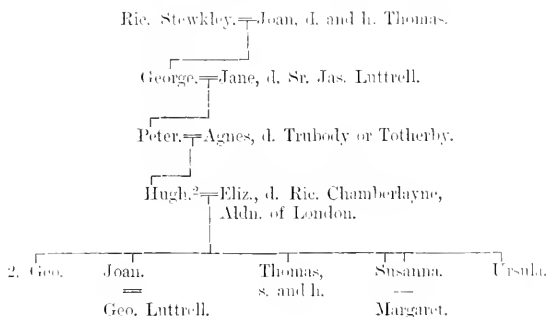 Ric. Stewkley.═Joan, d. and h. Thomas.
George.═Jane, d. Sr. Jas. Luttrell.
Peter.═Agnes, d. Trubody or Totherby.
Hugh.²═Eliz., d. Ric. Chamberlayne,
Aldn. of London.
2. Geo. Joan. Thomas, Susanna. Ursula.
═ s. and h. —
Geo. Luttrell. Margaret.